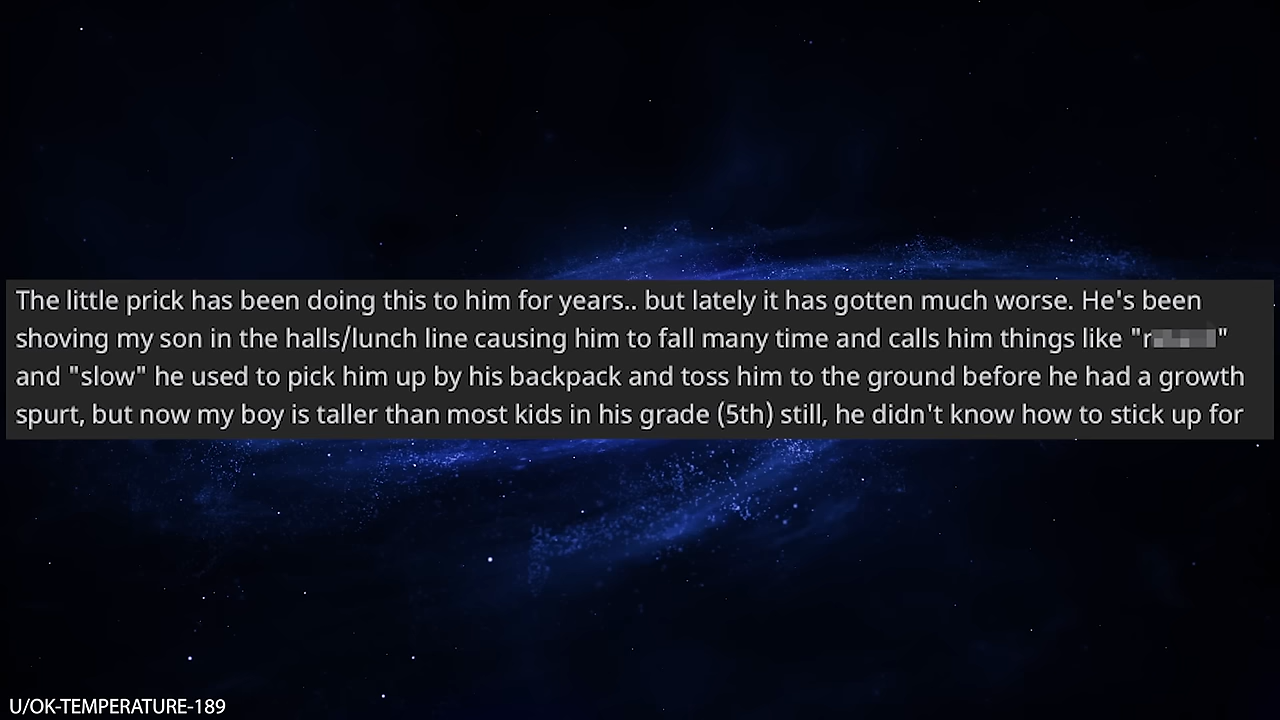 The little prick has been doing this to him for years.. but lately it has gotten much worse. He's been
shoving my son in the halls/lunch line causing him to fall many time and calls him things like "r
and "slow" he used to pick him up by his backpack and toss him to the ground before he had a growth
spurt, but now my boy is taller than most kids in his grade (5th) still, he didn't know how to stick up for
U/OK-TEMPERATURE-189